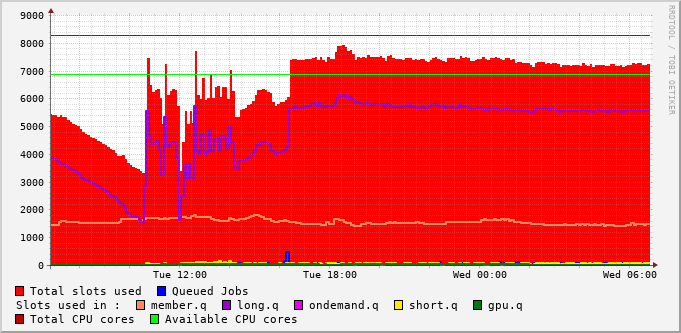 9000
8000
7000
6000
5000
4000
3000
2000
1000
0
Tue 12:00 Tue 18:00 Wed 00:00 Wed 06:00
RRDTOOL / TOBI OETIKER
Total slots used Queued Jobs
Slots used in : member.q long.q ondemand.q short.q gpu.q
Total CPU cores Available CPU cores